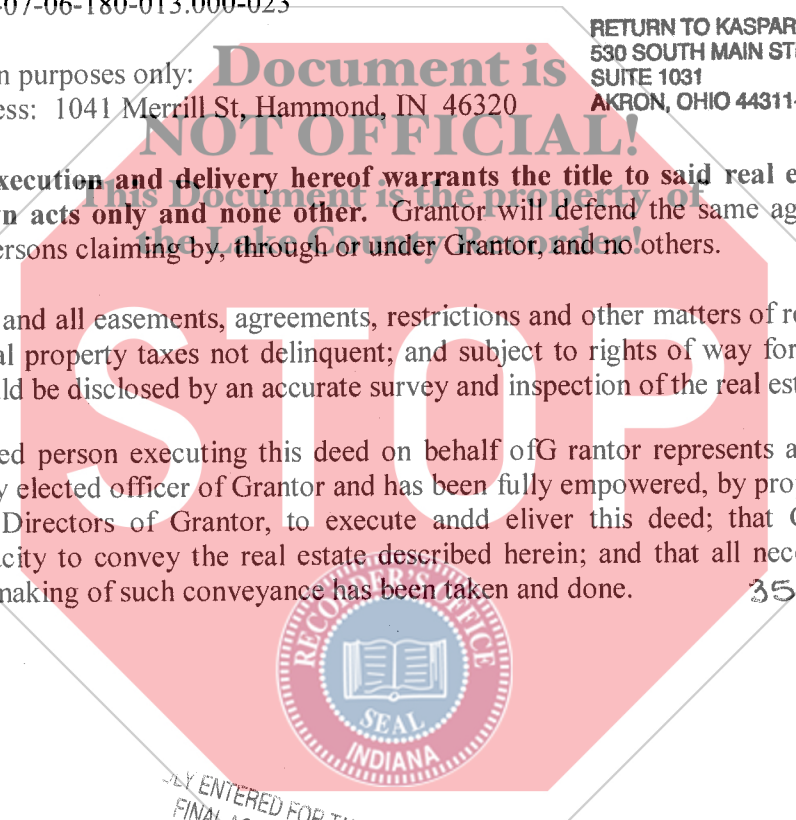 -07-06-180-013.000-023
RETURN TO KASPAR
530 SOUTH MAIN ST
SUITE 1031
AKRON, OHIO 44311-
n purposes only:
ess: 1041 Merrill St, Hammond, IN 46320
Document is
NOT OFFICIAL!
This Document is the property of
the Lake County Recorder!
xecution and delivery hereof warrants the title to said real e
n acts only and none other. Grantor will defend the same ag
ersons claiming by, through or under Grantor, and no others.
and all easements, agreements, restrictions and other matters of re
al property taxes not delinquent; and subject to rights of way for
ld be disclosed by an accurate survey and inspection of the real est
STOP
ed person executing this deed on behalf ofG rantor represents a
y elected officer of Grantor and has been fully empowered, by pro
Directors of Grantor, to execute andd eliver this deed; that
city to convey the real estate described herein; and that all nece
making of such conveyance has been taken and done.
35
RECORDER'S OFFICE
SEAL
INDIANA
LY ENTERED FOR
FINAL